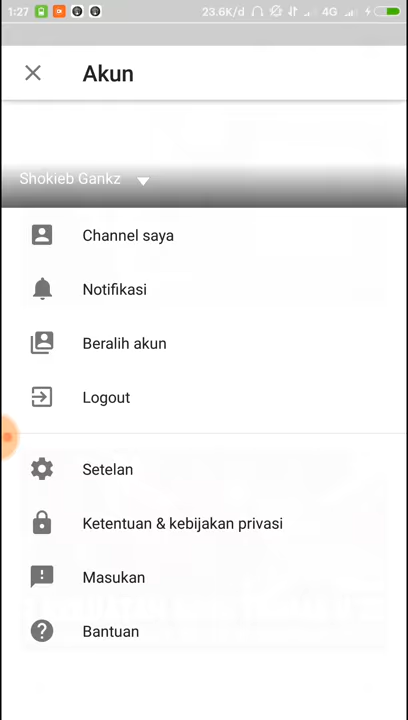 1:27 23.6K/d 4G
Akun
Shokieb Gankz
Channel saya
Notifikasi
Beralih akun
Logout
Setelan
Ketentuan & kebijakan privasi
Masukan
Bantuan